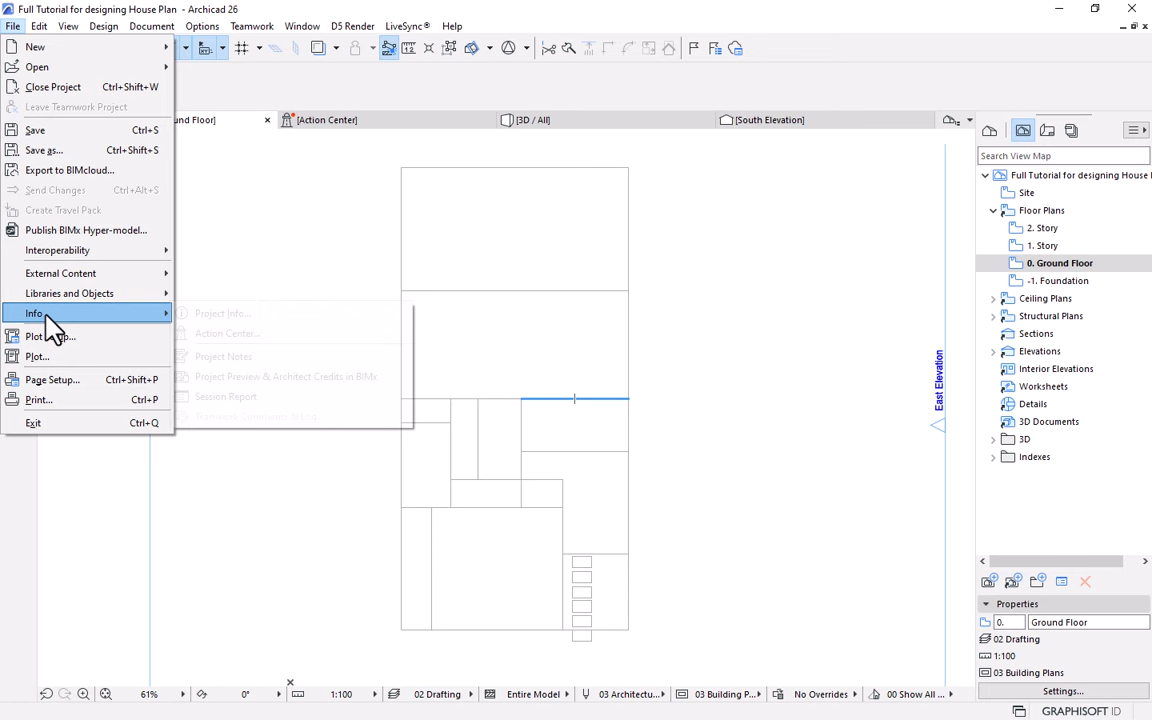 Full Tutorial for designing House Plan - Archicad 26
File Edit View Design Document Options Teamwork Window D5 Render LiveSync® Help
New
Open
Close Project Ctrl+Shift+W
Leave Teamwork Project
Save Ctrl+S
Save as... Ctrl+Shift+S
Export to BIMcloud...
Send Changes Ctrl+Alt+S
Create Travel Pack
Publish BIMx Hyper-model...
Interoperability
External Content
Libraries and Objects
Info
Plot...
Page Setup... Ctrl+Shift+P
Print... Ctrl+P
Exit Ctrl+Q
Project Info...
Action Center...
Project Notes
Project Preview & Architect Credits in BIMx
Session Report
und Floor]
[Action Center]
[3D / All]
[South Elevation]
East Elevation
Search View Map
Full Tutorial for designing House
Site
Floor Plans
2. Story
1. Story
0. Ground Floor
-1. Foundation
Ceiling Plans
Structural Plans
Sections
Elevations
Interior Elevations
Worksheets
Details
3D Documents
3D
Indexes
Properties
0. Ground Floor
02 Drafting
1:100
03 Building Plans
Settings...
61% 0° 1:100 02 Drafting Entire Model 03 Architectu... 03 Building P... No Overrides 00 Show All ...
GRAPHISOFT ID